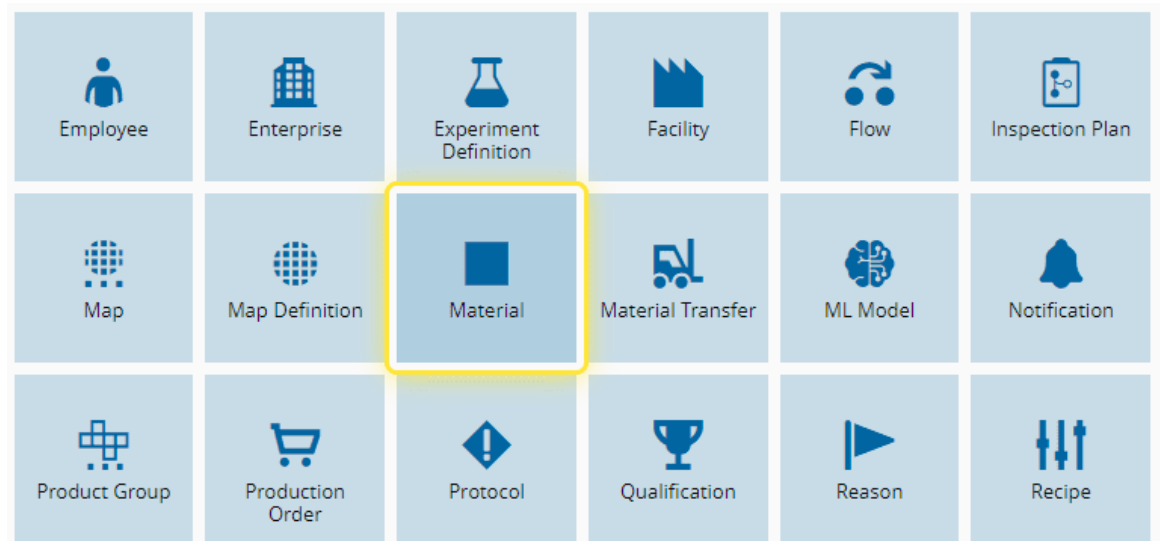 Employee
Enterprise
Experiment
Definition
Facility
Flow
Inspection Plan
Map
Map Definition
Material
Material Transfer
ML Model
Notification
Product Group
Production
Order
Protocol
Qualification
Reason
Recipe